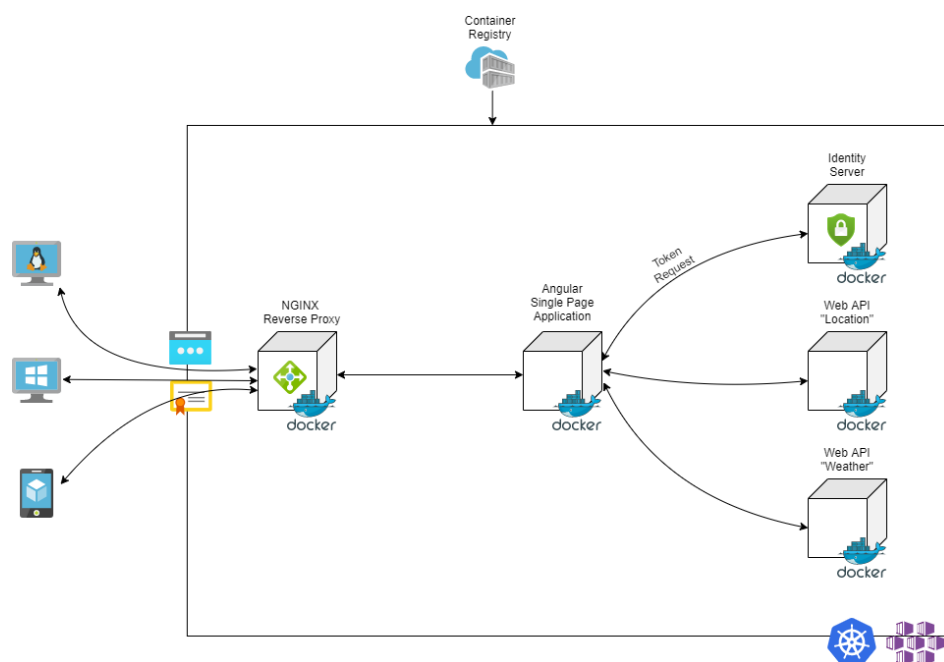 Container
Registry
Identity
Server
docker
Token
Request
NGINX
Reverse Proxy
docker
Angular
Single Page
Application
docker
Web API
"Location"
docker
Web API
"Weather"
docker